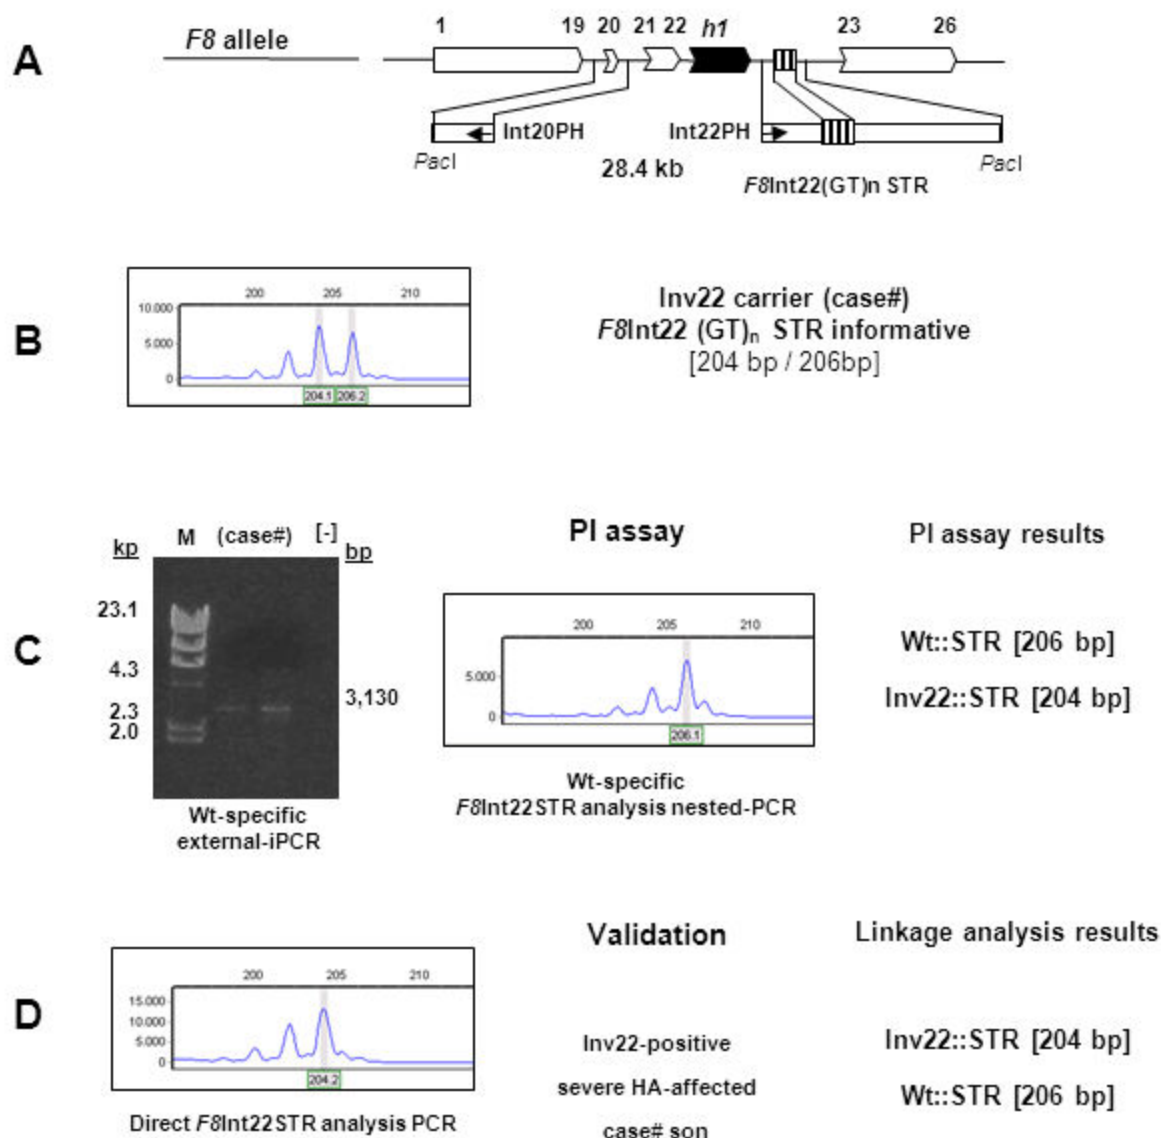 A
F8 allele
1 19 20 21 22 h1 23 26
Int20PH
Int22PH
PacI
28.4 kb
PacI
F8Int22(GT)n STR
B
200 205 210
10.000
5.000
0
204.1 206.2
Inv22 carrier (case#)
F8Int22 (GT)n STR informative
[204 bp / 206bp]
C
kp
M (case#) [-]
bp
23.1
4.3
2.3
2.0
3,130
Wt-specific
external-iPCR
PI assay
200 205 210
5.000
0
206.1
Wt-specific
F8Int22STR analysis nested-PCR
PI assay results
Wt::STR [206 bp]
Inv22::STR [204 bp]
D
200 205 210
15.000
10.000
5.000
0
204.2
Direct F8Int22STR analysis PCR
Validation
Inv22-positive
severe HA-affected
case# son
Linkage analysis results
Inv22::STR [204 bp]
Wt::STR [206 bp]